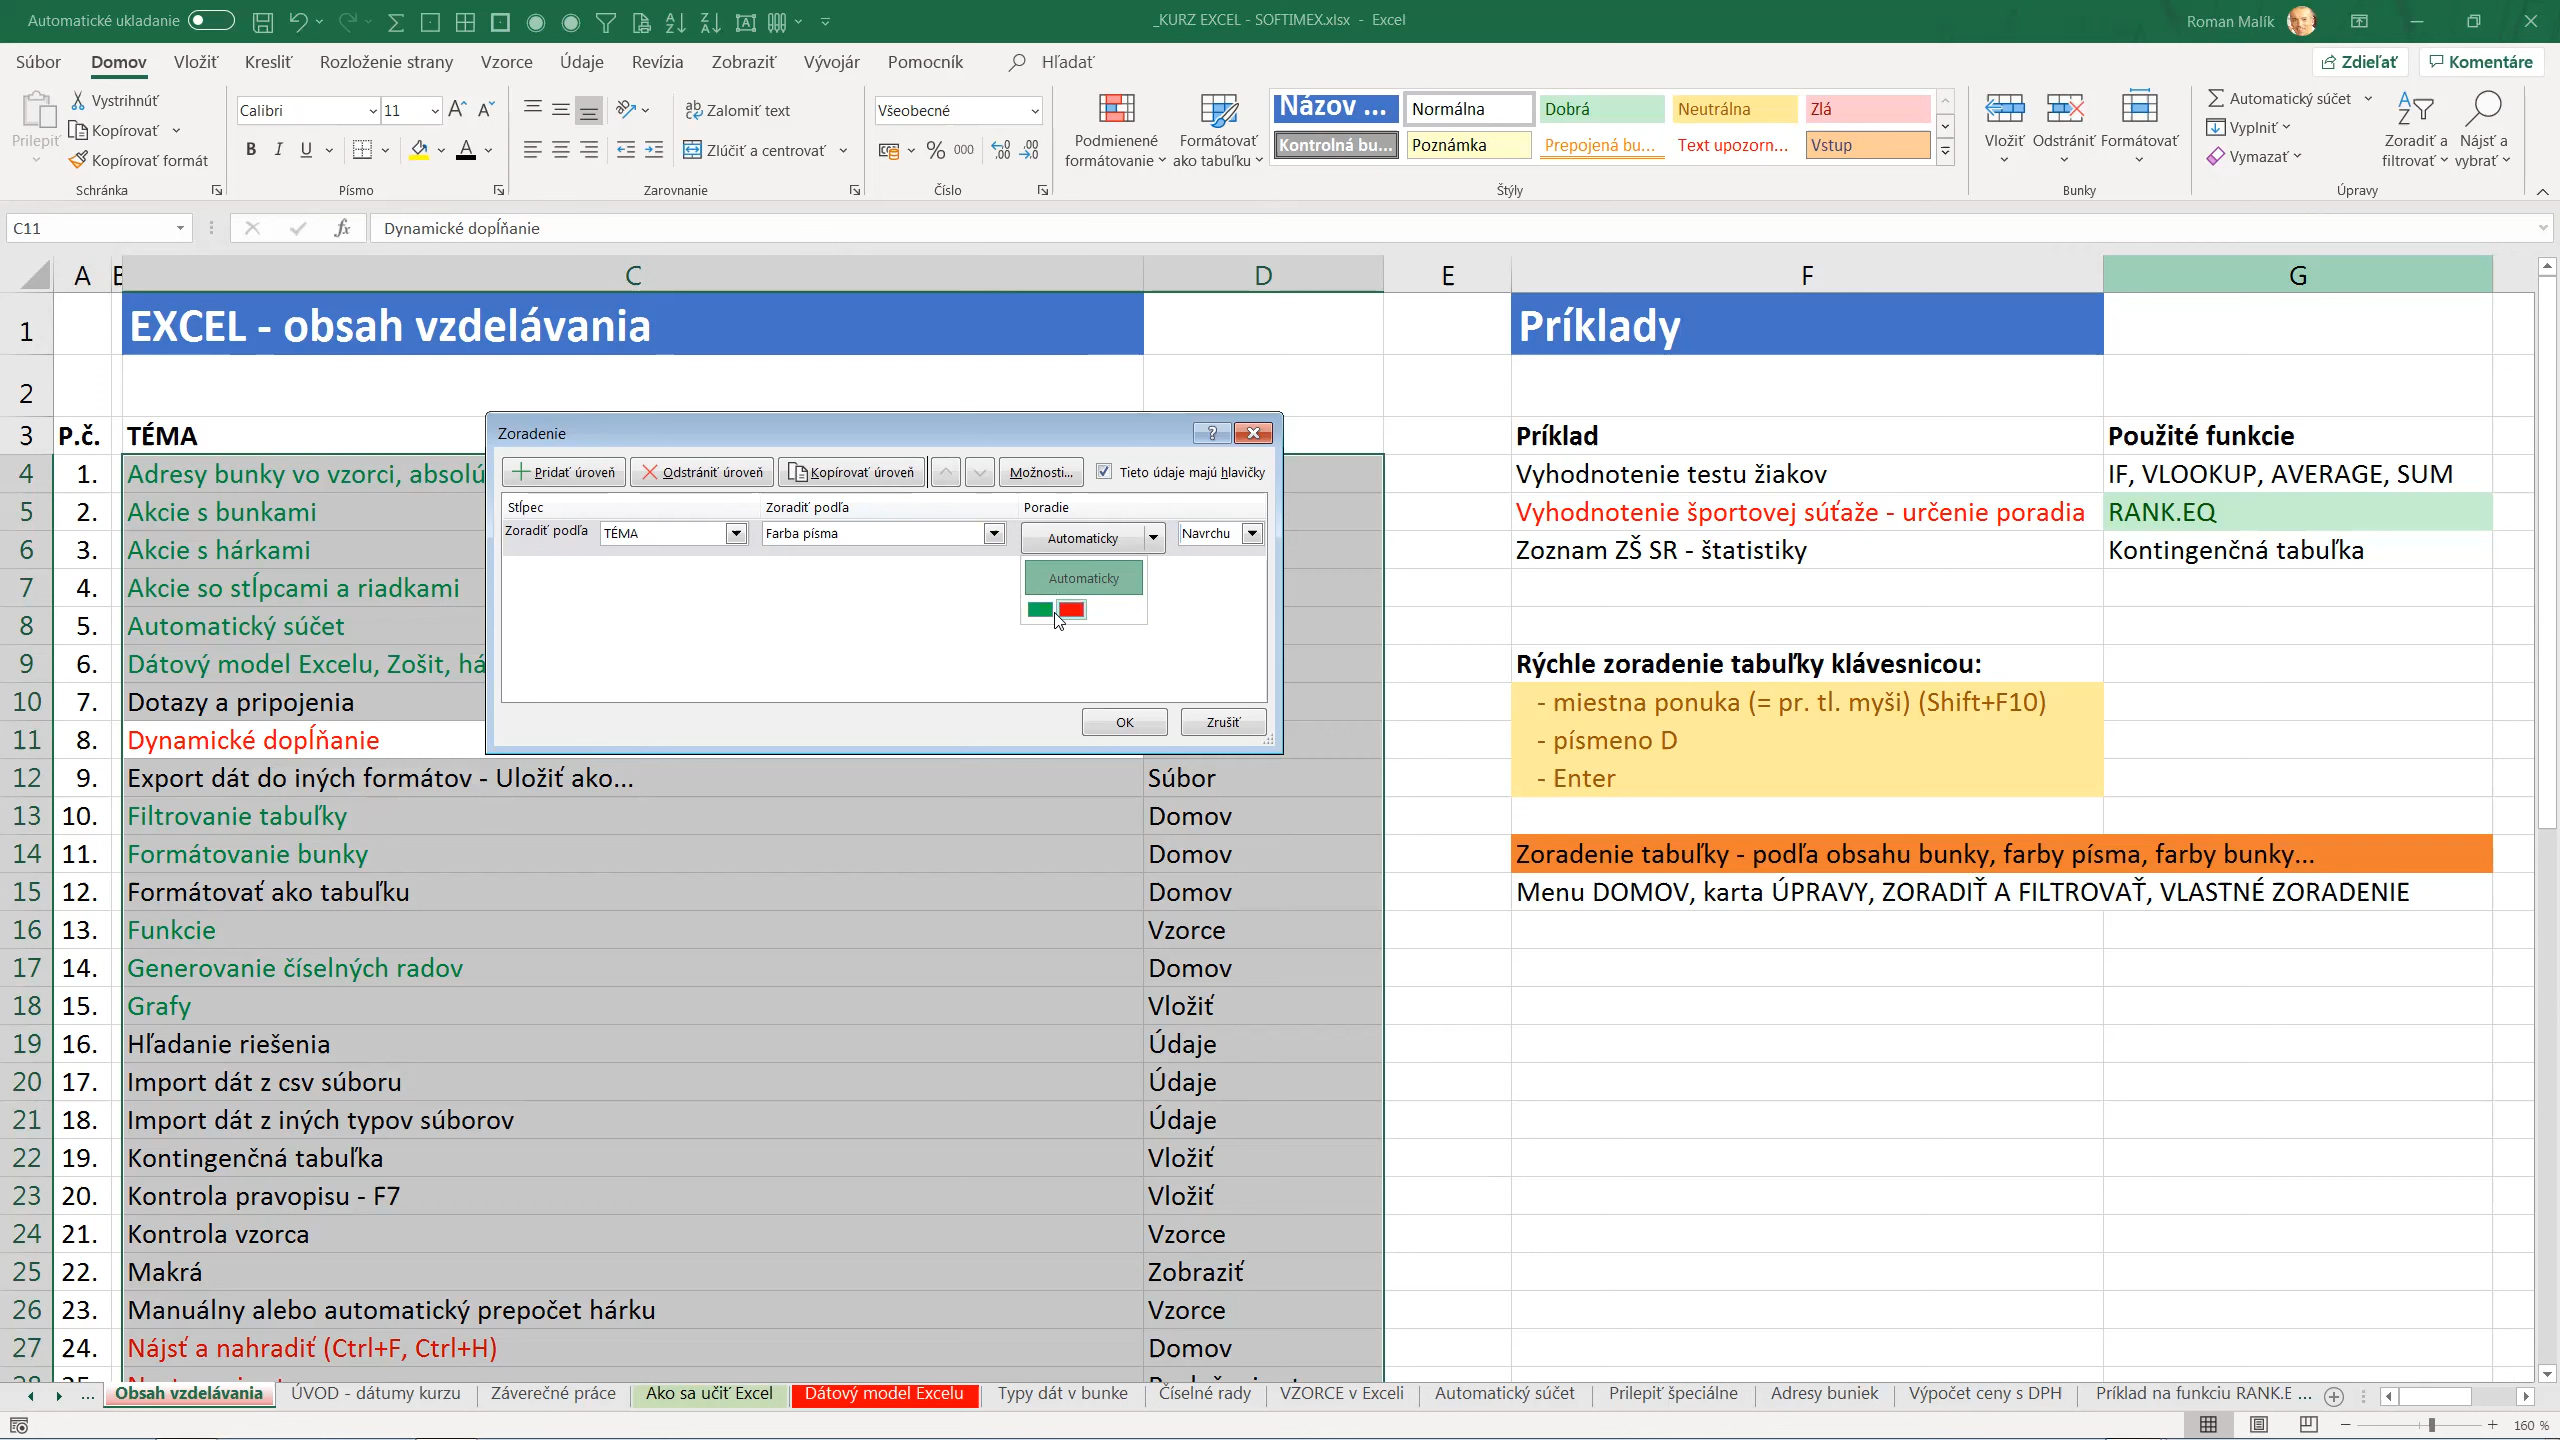 Automatické ukladanie
_KURZ EXCEL - SOFTIMEX.xlsx - Excel
Roman Malík
Súbor Domov Vložiť Kresliť Rozloženie strany Vzorce Údaje Revízia Zobraziť Vývojár Pomocník Hľadať
Zdieľať Komentáre
Prilepiť
Vystrihnúť
Kopírovať
Kopírovať formát
Schránka
Calibri 11
B I U
Písmo
Zalomiť text
Zlúčiť a centrovať
Zarovnanie
Všeobecné
% 000
Číslo
Podmienené formátovanie
Formátovať ako tabuľku
Názov ... Normálna Dobrá Neutrálna Zlá
Kontrolná bu... Poznámka Prepojená bu... Text upozorn... Vstup
Štýly
Vložiť Odstrániť Formátovať
Bunky
Automatický súčet
Vyplniť
Vymazať
Zoradiť a filtrovať
Nájsť a vybrať
Úpravy
C11 fx Dynamické dopĺňanie
A B C D E F G
1 EXCEL - obsah vzdelávania Príklady
2
3 P.č. TÉMA Príklad Použité funkcie
4 1. Adresy bunky vo vzorci, absolú Vyhodnotenie testu žiakov IF, VLOOKUP, AVERAGE, SUM
5 2. Akcie s bunkami Vyhodnotenie športovej súťaže - určenie poradia RANK.EQ
6 3. Akcie s hárkami Zoznam ZŠ SR - štatistiky Kontingenčná tabuľka
7 4. Akcie so stĺpcami a riadkami
8 5. Automatický súčet
9 6. Dátový model Excelu, Zošit, há Rýchle zoradenie tabuľky klávesnicou:
10 7. Dotazy a pripojenia - miestna ponuka (= pr. tl. myši) (Shift+F10)
11 8. Dynamické dopĺňanie - písmeno D
12 9. Export dát do iných formátov - Uložiť ako... Súbor - Enter
13 10. Filtrovanie tabuľky Domov
14 11. Formátovanie bunky Domov Zoradenie tabuľky - podľa obsahu bunky, farby písma, farby bunky...
15 12. Formátovať ako tabuľku Domov Menu DOMOV, karta ÚPRAVY, ZORADIŤ A FILTROVAŤ, VLASTNÉ ZORADENIE
16 13. Funkcie Vzorce
17 14. Generovanie číselných radov Domov
18 15. Grafy Vložiť
19 16. Hľadanie riešenia Údaje
20 17. Import dát z csv súboru Údaje
21 18. Import dát z iných typov súborov Údaje
22 19. Kontingenčná tabuľka Vložiť
23 20. Kontrola pravopisu - F7 Vložiť
24 21. Kontrola vzorca Vzorce
25 22. Makrá Zobraziť
26 23. Manuálny alebo automatický prepočet hárku Vzorce
27 24. Nájsť a nahradiť (Ctrl+F, Ctrl+H) Domov
Zoradenie
Pridať úroveň Odstrániť úroveň Kopírovať úroveň Možnosti... Tieto údaje majú hlavičky
Stĺpec Zoradiť podľa Poradie
Zoradiť podľa TÉMA Farba písma Automaticky Navrchu
Automaticky
OK Zrušiť
... Obsah vzdelávania ÚVOD - dátumy kurzu Záverečné práce Ako sa učiť Excel Dátový model Excelu Typy dát v bunke Číselné rady VZORCE v Exceli Automatický súčet Prilepiť špeciálne Adresy buniek Výpočet ceny s DPH Príklad na funkciu RANK.E ...
160 %